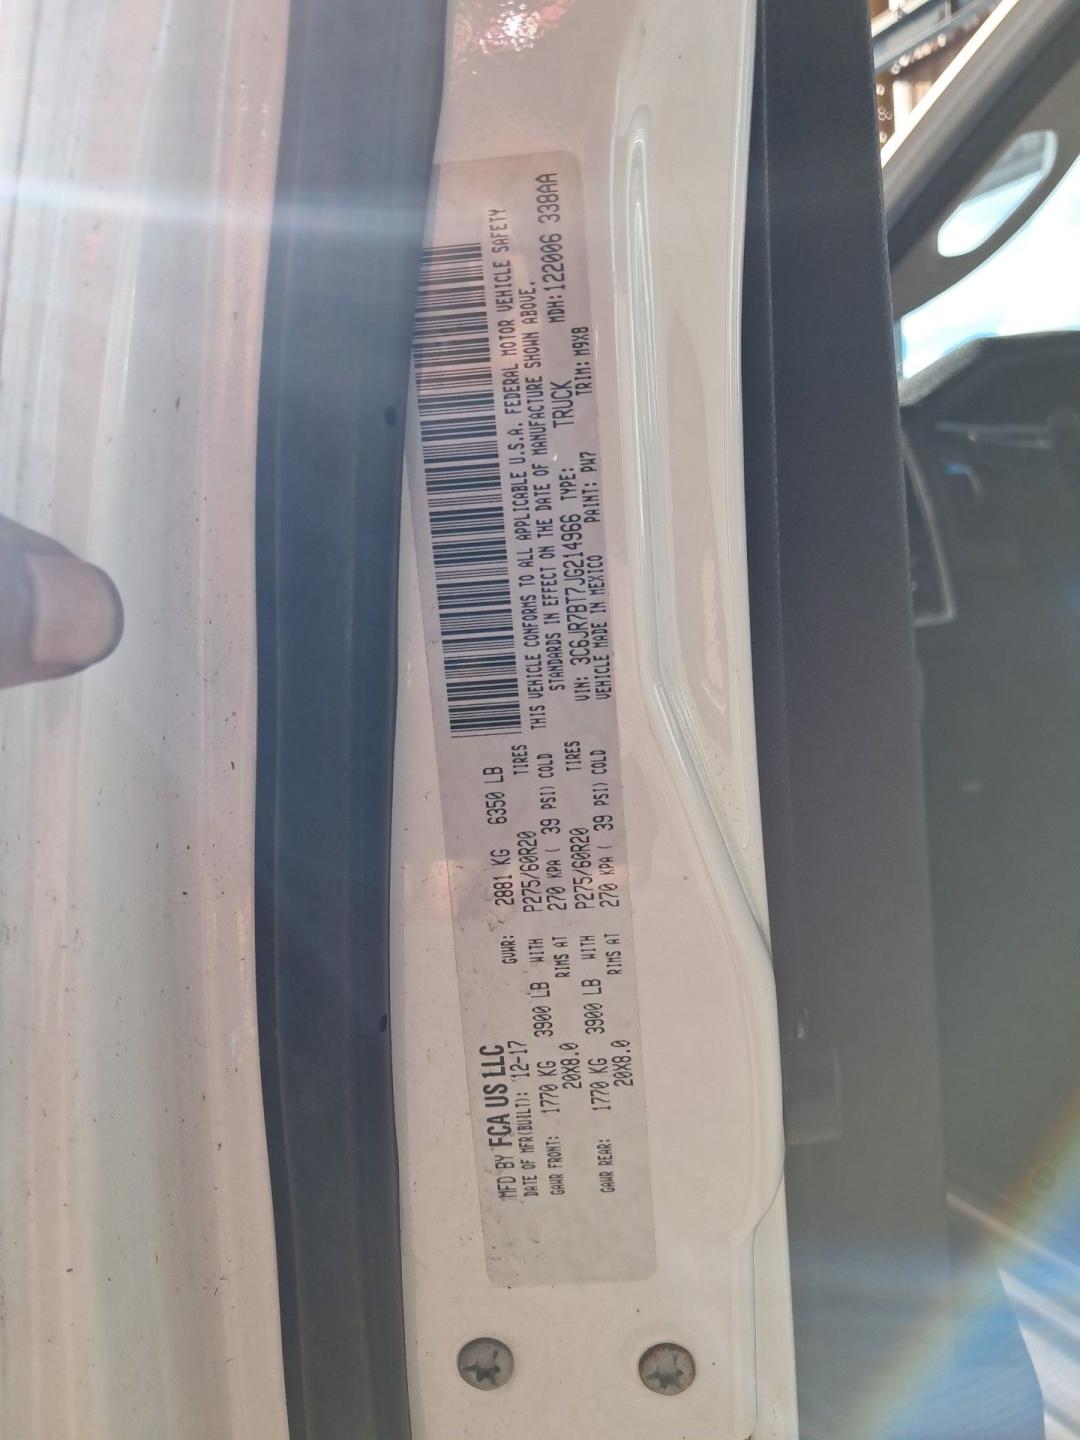 MFD BY FCA US LLC
DATE OF MFR(BUILT): 12-17 GVWR: 2881 KG 6350 LB
GAWR FRONT: 1770 KG 3900 LB WITH P275/60R20 TIRES
20X8.0 RIMS AT 270 KPA ( 39 PSI) COLD
GAWR REAR: 1770 KG 3900 LB WITH P275/60R20 TIRES
20X8.0 RIMS AT 270 KPA ( 39 PSI) COLD
THIS VEHICLE CONFORMS TO ALL APPLICABLE U.S.A. FEDERAL MOTOR VEHICLE SAFETY
STANDARDS IN EFFECT ON THE DATE OF MANUFACTURE SHOWN ABOVE.
VIN: 3C6JR7BT7JG214966 TYPE: TRUCK MDH:122006 338AA
VEHICLE MADE IN MEXICO PAINT: PW7 TRIM: M9X8